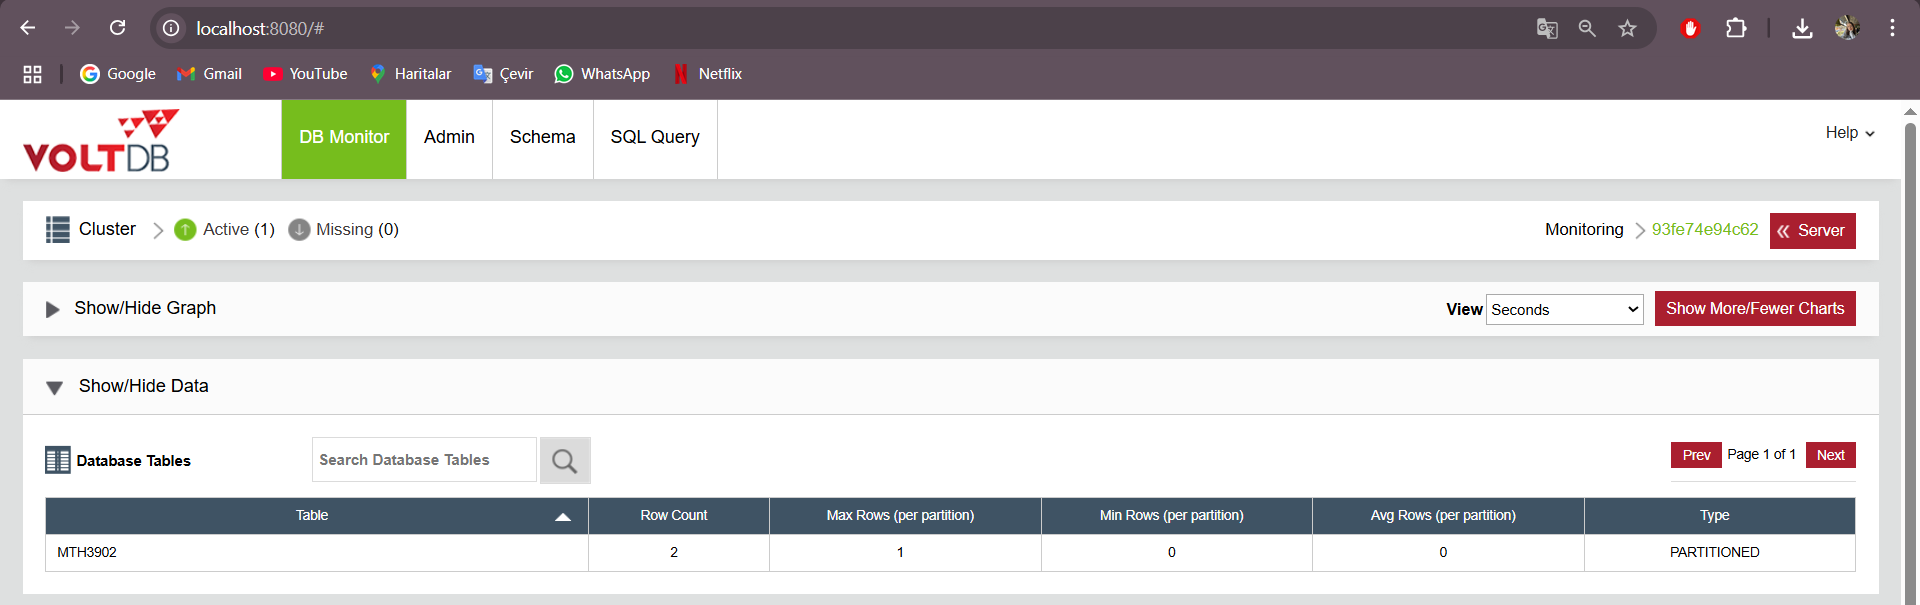 localhost:8080/#
Google Gmail YouTube Haritalar Çevir WhatsApp Netflix
VOLTDB DB Monitor Admin Schema SQL Query Help
Cluster Active (1) Missing (0) Monitoring 93fe74e94c62 « Server
Show/Hide Graph View Seconds Show More/Fewer Charts
Show/Hide Data
Database Tables Search Database Tables Prev Page 1 of 1 Next
Table Row Count Max Rows (per partition) Min Rows (per partition) Avg Rows (per partition) Type
MTH3902 2 1 0 0 PARTITIONED